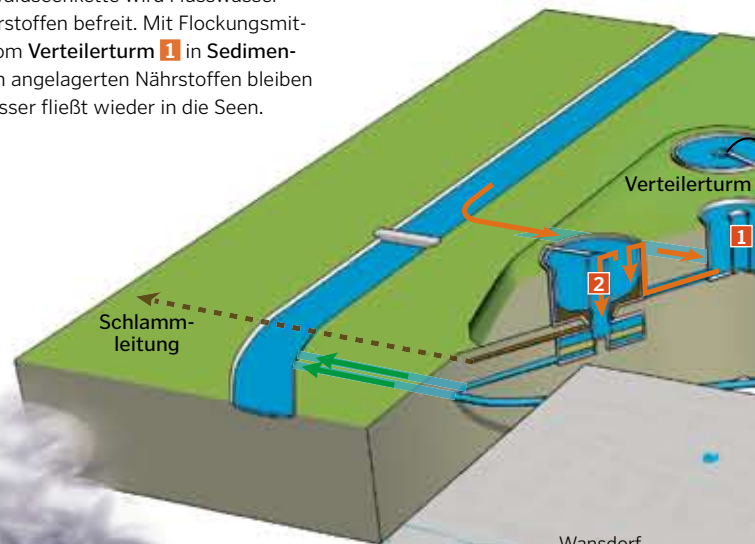 rstoffen befreit. Mit Flockungsmit-
om Verteilerturm 1 in Sedimen-
n angelagerten Nährstoffen bleiben
sser fließt wieder in die Seen.
Verteilerturm
1
2
Schlamm-
leitung
Wansdorf